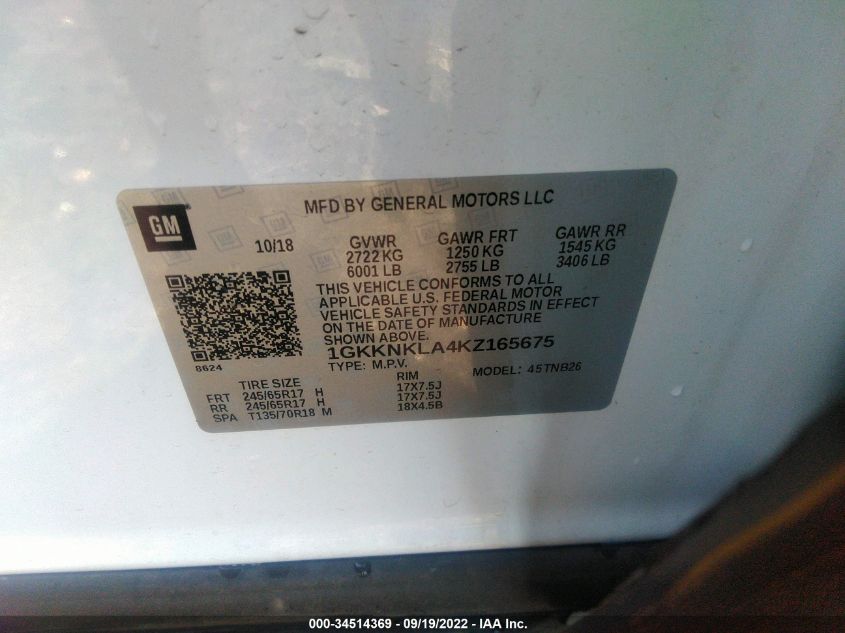 GM
MFD BY GENERAL MOTORS LLC
10/18 GVWR GAWR FRT GAWR RR
2722 KG 1250 KG 1545 KG
6001 LB 2755 LB 3406 LB
THIS VEHICLE CONFORMS TO ALL
APPLICABLE U.S. FEDERAL MOTOR
VEHICLE SAFETY STANDARDS IN EFFECT
ON THE DATE OF MANUFACTURE
SHOWN ABOVE.
1GKKNKLA4KZ165675
8624
TYPE: M.P.V. MODEL: 45TNB26
TIRE SIZE RIM
FRT 245/65R17 H 17X7.5J
RR 245/65R17 H 17X7.5J
SPA T135/70R18 M 18X4.5B
000-34514369 - 09/19/2022 - IAA Inc.